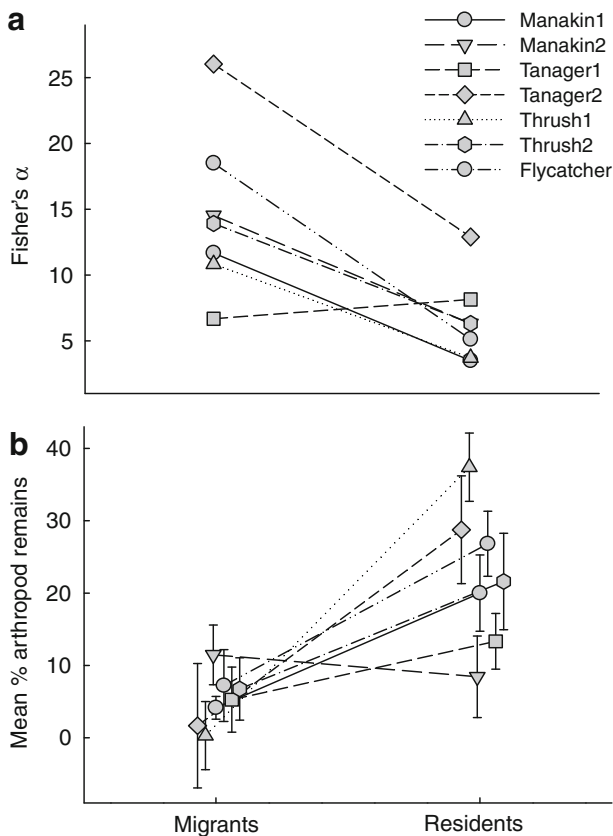 a
Manakin1
Manakin2
Tanager1
Tanager2
Thrush1
Thrush2
Flycatcher
25
20
15
10
5
Fisher's α
b
40
30
20
10
0
Mean % arthropod remains
Migrants
Residents